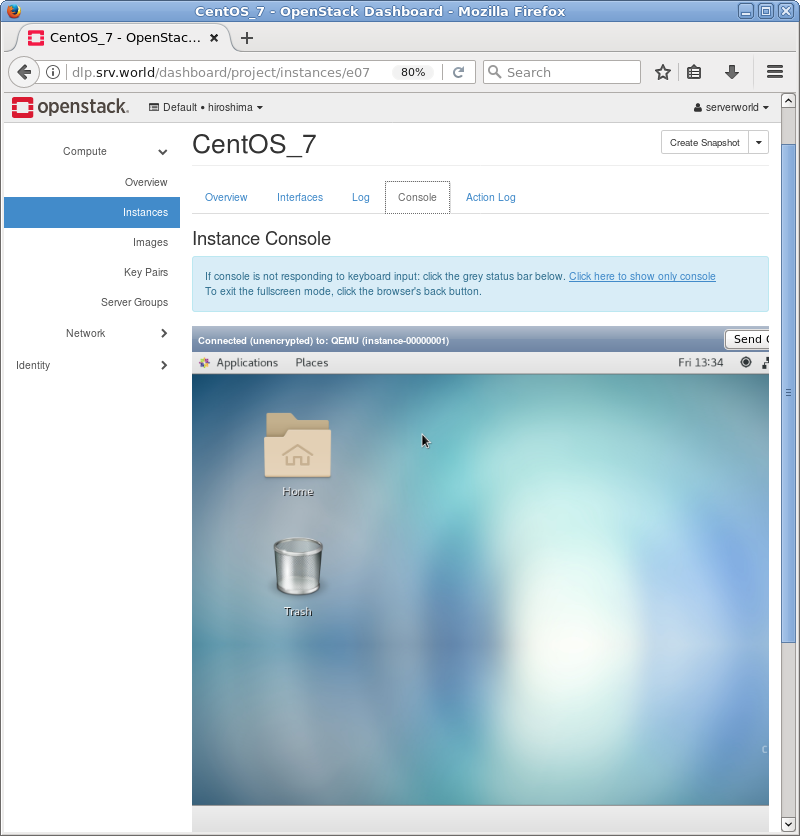 CentOS_7 - OpenStack Dashboard - Mozilla Firefox
CentOS_7 - OpenStac...
dlp.srv.world/dashboard/project/instances/e07 80% Search
openstack. Default • hiroshima serverworld
Compute
Overview
Instances
Images
Key Pairs
Server Groups
Network
Identity
CentOS_7
Create Snapshot
Overview Interfaces Log Console Action Log
Instance Console
If console is not responding to keyboard input: click the grey status bar below. Click here to show only console
To exit the fullscreen mode, click the browser's back button.
Connected (unencrypted) to: QEMU (instance-00000001) Send C
Applications Places Fri 13:34
Home
Trash
C